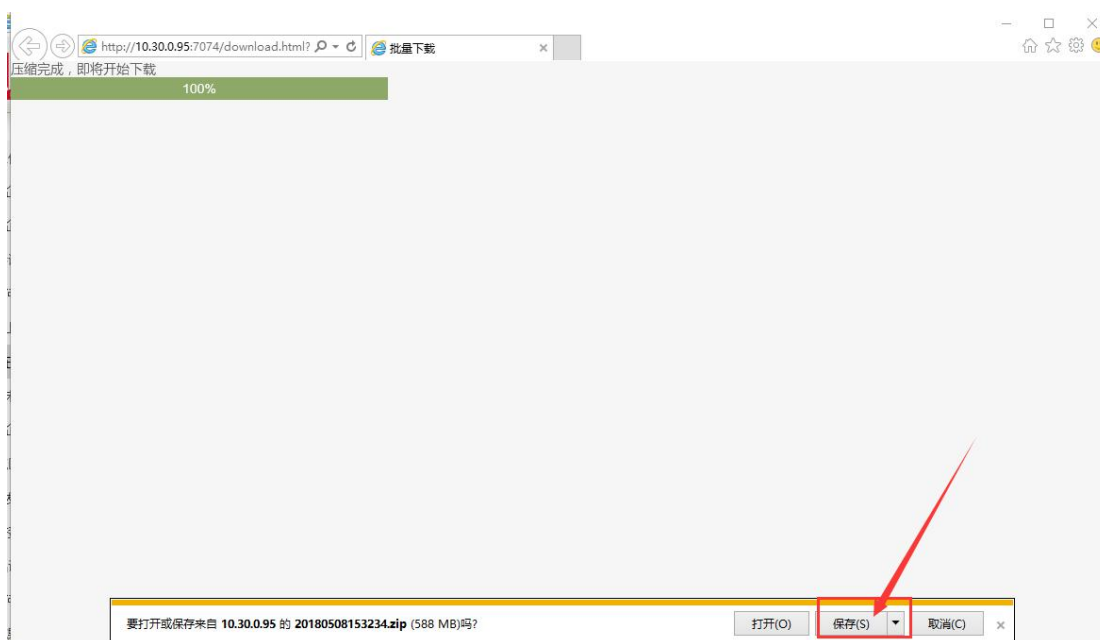 http://10.30.0.95:7074/download.html?
批量下载
压缩完成，即将开始下载
100%
要打开或保存来自 10.30.0.95 的 20180508153234.zip (588 MB)吗?
打开(O)
保存(S)
取消(C)